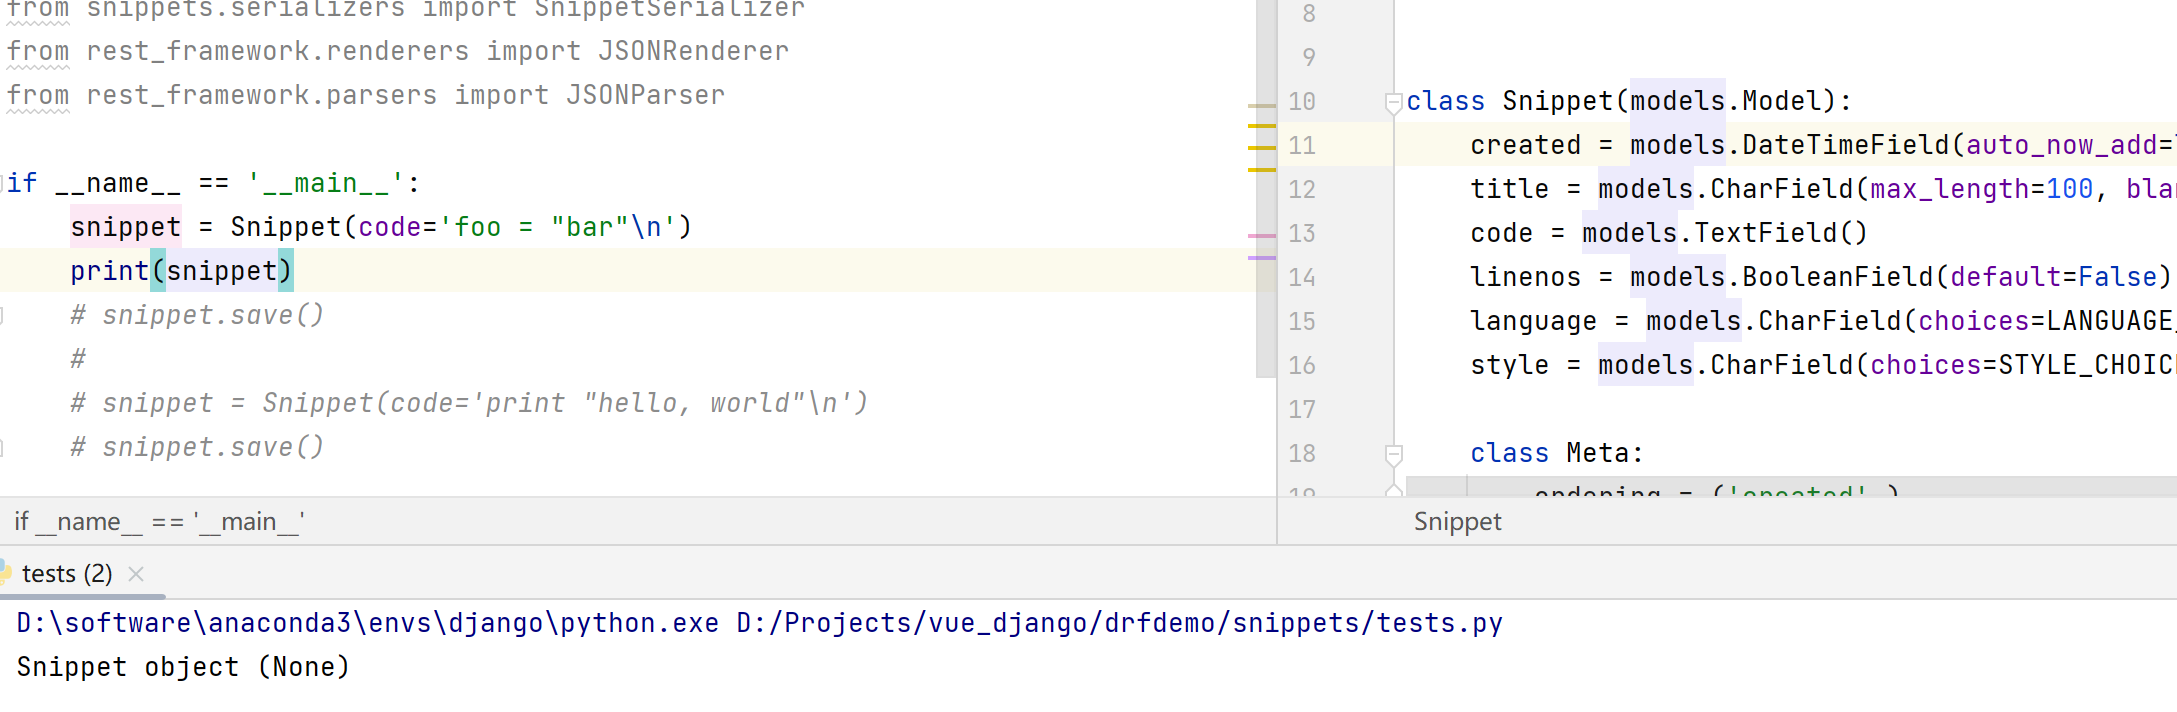 from snippets.serializers import SnippetSerializer
from rest_framework.renderers import JSONRenderer
from rest_framework.parsers import JSONParser
if __name__ == '__main__':
    snippet = Snippet(code='foo = "bar"\n')
    print(snippet)
    # snippet.save()
    #
    # snippet = Snippet(code='print "hello, world"\n')
    # snippet.save()
if __name__ == '__main__'
8
9
10 class Snippet(models.Model):
11     created = models.DateTimeField(auto_now_add=
12     title = models.CharField(max_length=100, blan
13     code = models.TextField()
14     linenos = models.BooleanField(default=False)
15     language = models.CharField(choices=LANGUAGE_
16     style = models.CharField(choices=STYLE_CHOIC
17
18     class Meta:
19         ordering = ('created',)
Snippet
tests (2)
D:\software\anaconda3\envs\django\python.exe D:/Projects/vue_django/drfdemo/snippets/tests.py
Snippet object (None)